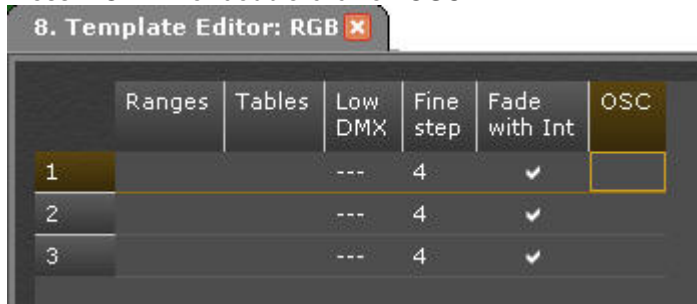 8. Template Editor: RGB
Ranges Tables Low DMX Fine step Fade with Int OSC
1 --- 4 ✔
2 --- 4 ✔
3 --- 4 ✔